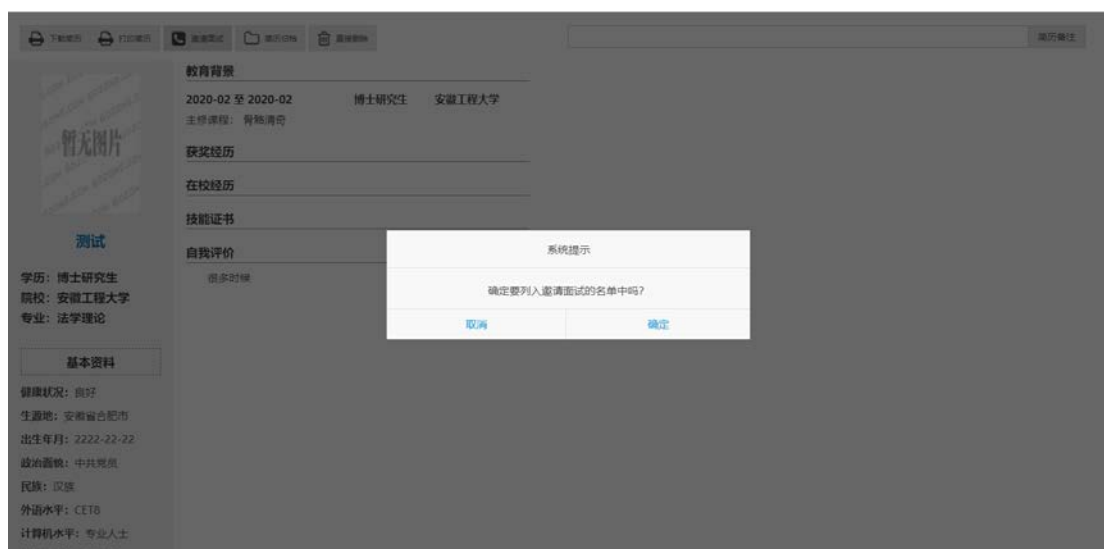 下载简历 打印简历 邀请面试 简历归档 直接删除 简历备注
暂无图片
测试
学历：博士研究生
院校：安徽工程大学
专业：法学理论
基本资料
健康状况：良好
生源地：安徽省合肥市
出生年月：2222-22-22
政治面貌：中共党员
民族：汉族
外语水平：CET8
计算机水平：专业人士
教育背景
2020-02 至 2020-02 博士研究生 安徽工程大学
主修课程： 骨骼清奇
获奖经历
在校经历
技能证书
自我评价
很多时候
系统提示
确定要列入邀请面试的名单中吗?
取消 确定